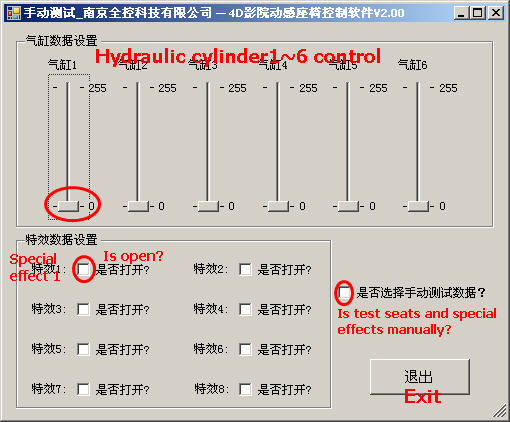 手动测试_南京全控科技有限公司 — 4D影院动感座椅控制软件V2.00
气缸数据设置
Hydraulic cylinder1~6 control
气缸1 气缸2 气缸3 气缸4 气缸5 气缸6
- - 255 - - 255 - - 255 - - 255 - - 255 - - 255
- - 0 - - 0 - - 0 - - 0 - - 0 - - 0
特效数据设置
Special effect 1
Is open?
特效1: 是否打开? 特效2: 是否打开?
特效3: 是否打开? 特效4: 是否打开?
特效5: 是否打开? 特效6: 是否打开?
特效7: 是否打开? 特效8: 是否打开?
是否选择手动测试数据?
Is test seats and special
effects manually?
退出
Exit